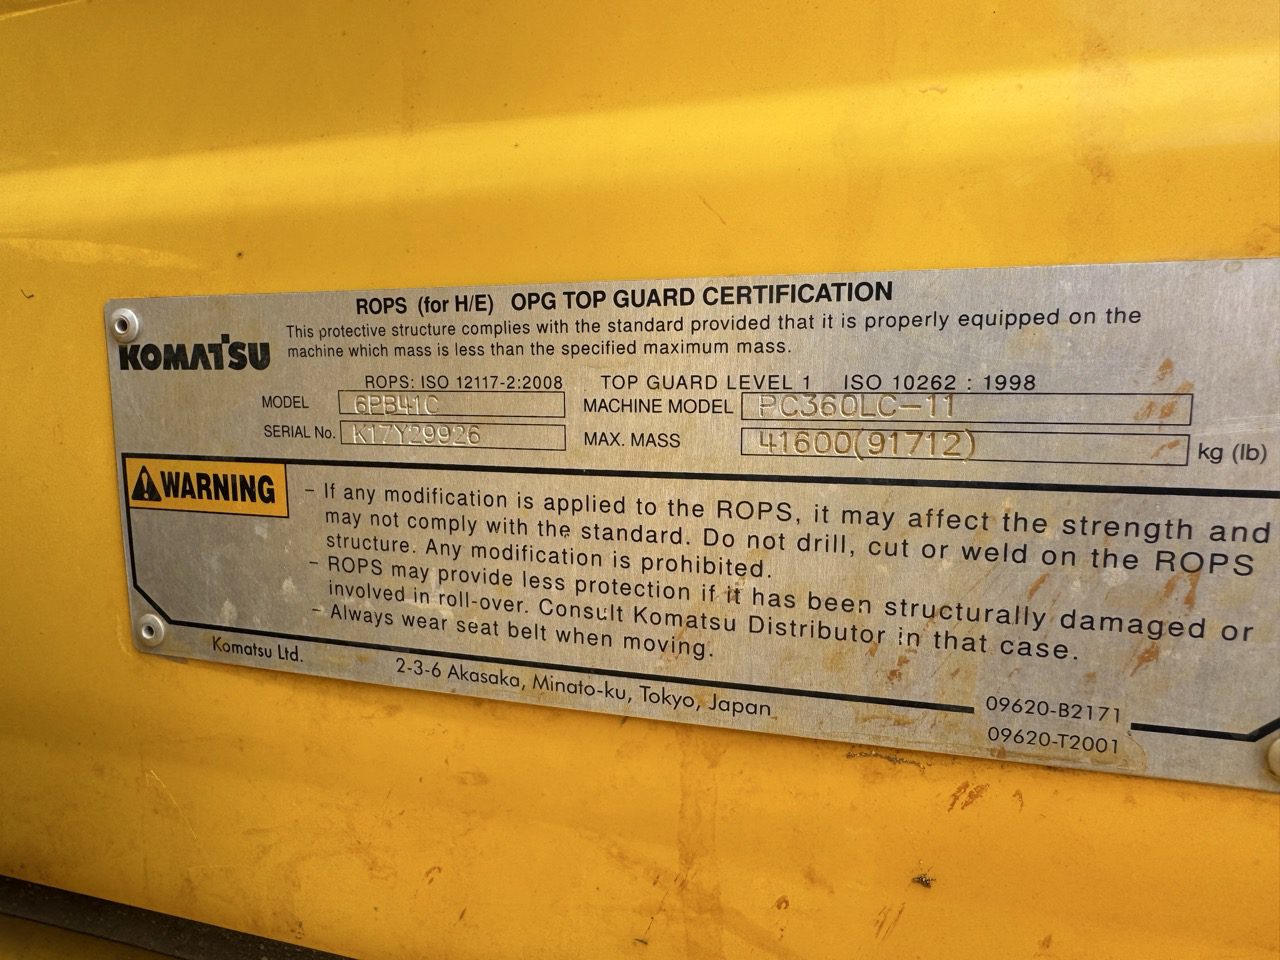 ROPS (for H/E) OPG TOP GUARD CERTIFICATION
KOMATSU
This protective structure complies with the standard provided that it is properly equipped on the
machine which mass is less than the specified maximum mass.
ROPS: ISO 12117-2:2008 TOP GUARD LEVEL 1 ISO 10262 : 1998
MODEL 6PB41C MACHINE MODEL PC360LC-11
SERIAL No. K17Y29926 MAX. MASS 41600(91712) kg (lb)
WARNING
- If any modification is applied to the ROPS, it may affect the strength and
may not comply with the standard. Do not drill, cut or weld on the ROPS
structure. Any modification is prohibited.
- ROPS may provide less protection if it has been structurally damaged or
involved in roll-over. Consult Komatsu Distributor in that case.
- Always wear seat belt when moving.
Komatsu Ltd. 2-3-6 Akasaka, Minato-ku, Tokyo, Japan
09620-B2171
09620-T2001